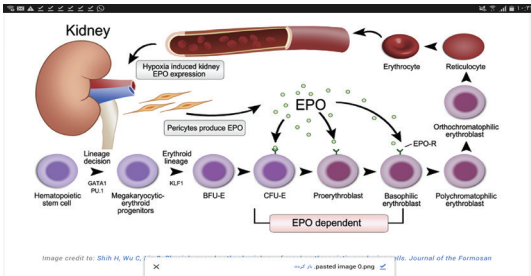 Kidney
Hypoxia induced kidney
EPO expression
Erythrocyte
Reticulocyte
Pericytes produce EPO
EPO
EPO-R
Orthochromatophilic
erythroblast
Lineage
decision
GATA1
PU.1
Erythroid
lineage
KLF1
Hematopoietic
stem cell
Megakaryocytic-
erythroid
progenitors
BFU-E
CFU-E
Proerythroblast
Basophilic
erythroblast
Polychromatophilic
erythroblast
EPO dependent
Image credit to: Shih H, Wu C,
cells. Journal of the Formosan
pasted image 0.png